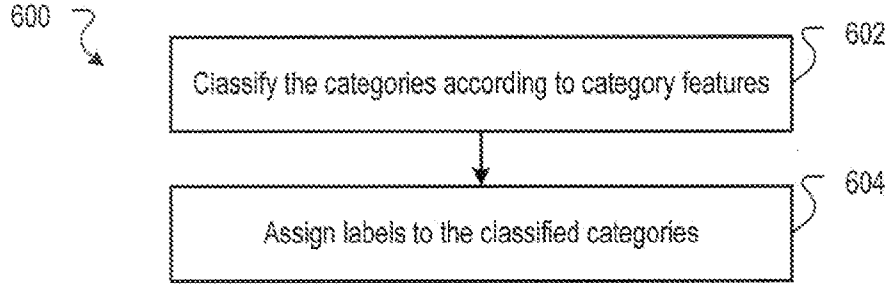 600
602
Classify the categories according to category features
604
Assign labels to the classified categories